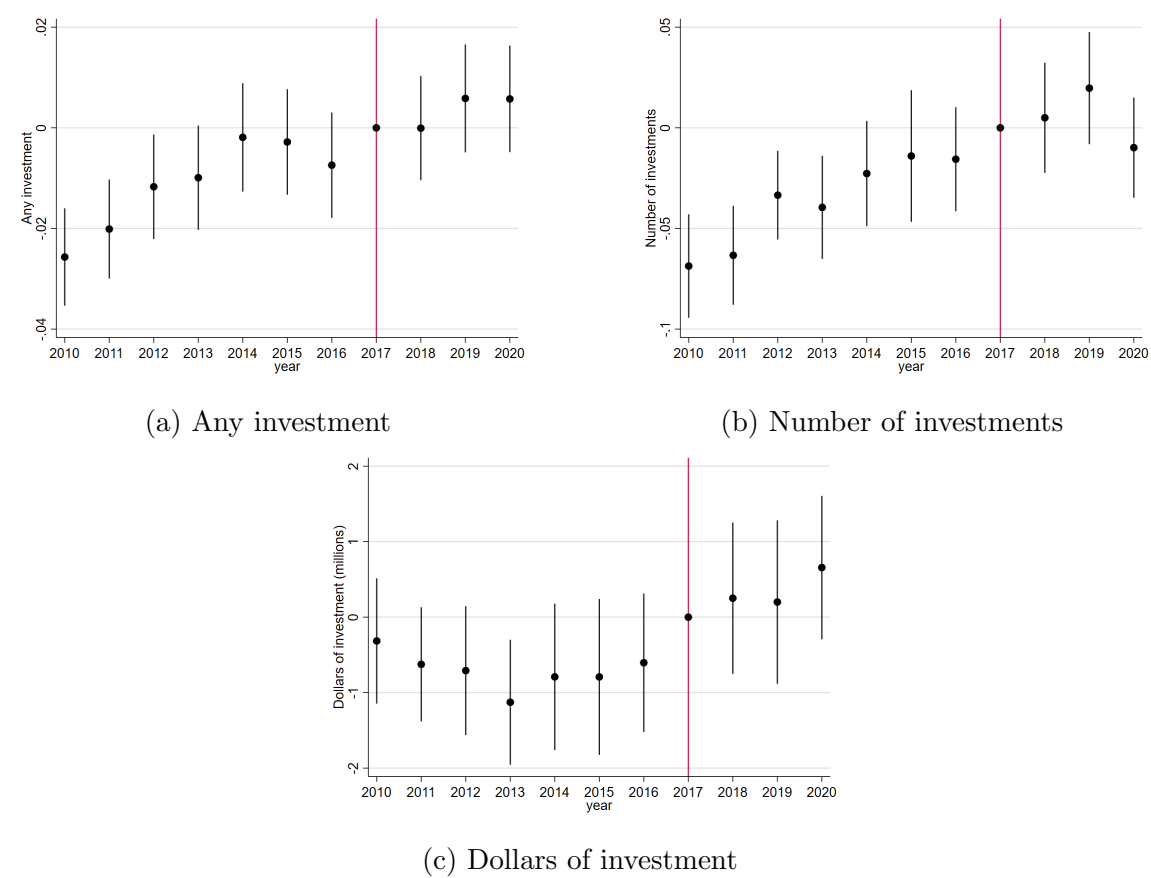 .02
0
-.02
-.04
Any investment
2010 2011 2012 2013 2014 2015 2016 2017 2018 2019 2020
year
(a) Any investment
.05
0
-.05
-.1
Number of investments
2010 2011 2012 2013 2014 2015 2016 2017 2018 2019 2020
year
(b) Number of investments
2
1
0
-1
-2
Dollars of investment (millions)
2010 2011 2012 2013 2014 2015 2016 2017 2018 2019 2020
year
(c) Dollars of investment